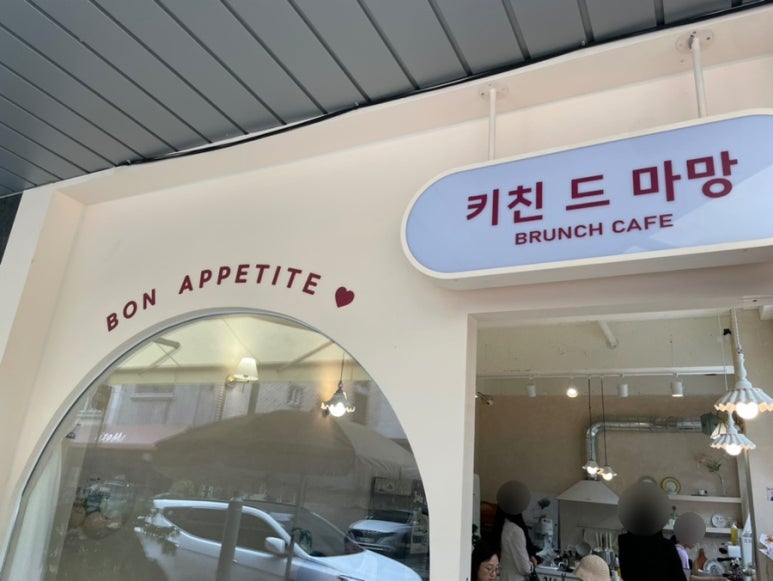 키친 드 마망
BRUNCH CAFE
BON APPETITE